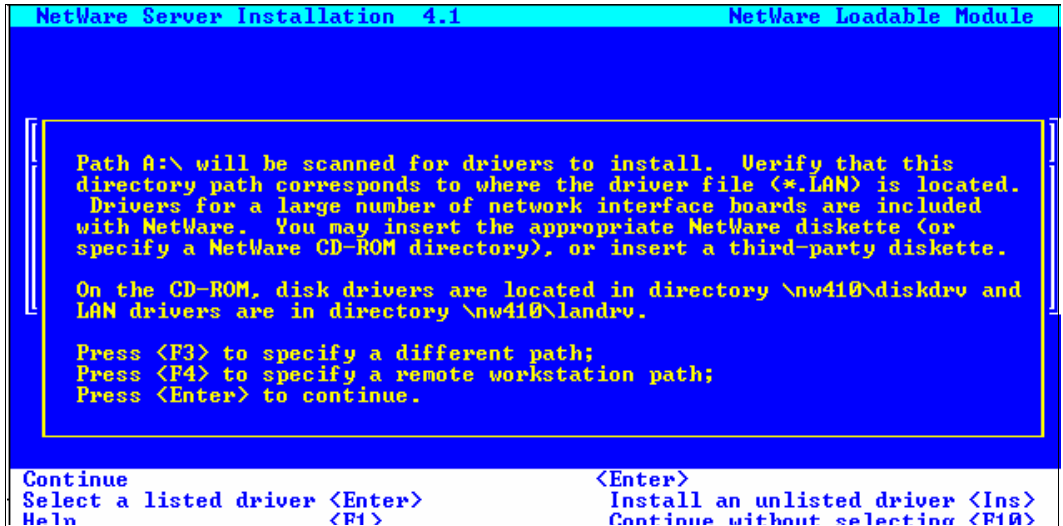 NetWare Server Installation 4.1 NetWare Loadable Module
Path A:\ will be scanned for drivers to install. Verify that this
directory path corresponds to where the driver file (*.LAN) is located.
Drivers for a large number of network interface boards are included
with NetWare. You may insert the appropriate NetWare diskette (or
specify a NetWare CD-ROM directory), or insert a third-party diskette.
On the CD-ROM, disk drivers are located in directory \nw410\diskdrv and
LAN drivers are in directory \nw410\landrv.
Press <F3> to specify a different path;
Press <F4> to specify a remote workstation path;
Press <Enter> to continue.
Continue <Enter>
Select a listed driver <Enter> Install an unlisted driver <Ins>
Help <F1> Continue without selecting <F10>